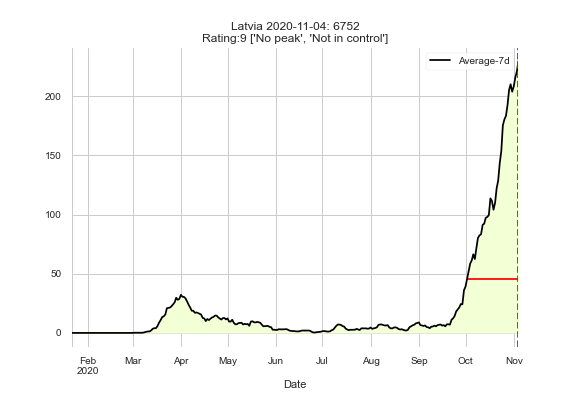 Latvia 2020-11-04: 6752
Rating:9 ['No peak', 'Not in control']
Average-7d
200
150
100
50
0
Feb Mar Apr May Jun Jul Aug Sep Oct Nov
2020
Date